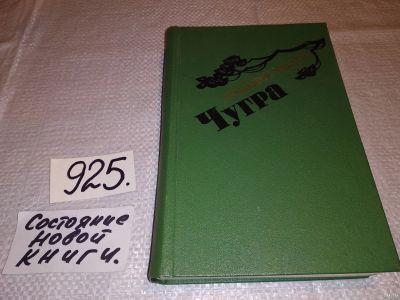 Чугра
925.
Состояние
новой
книги.